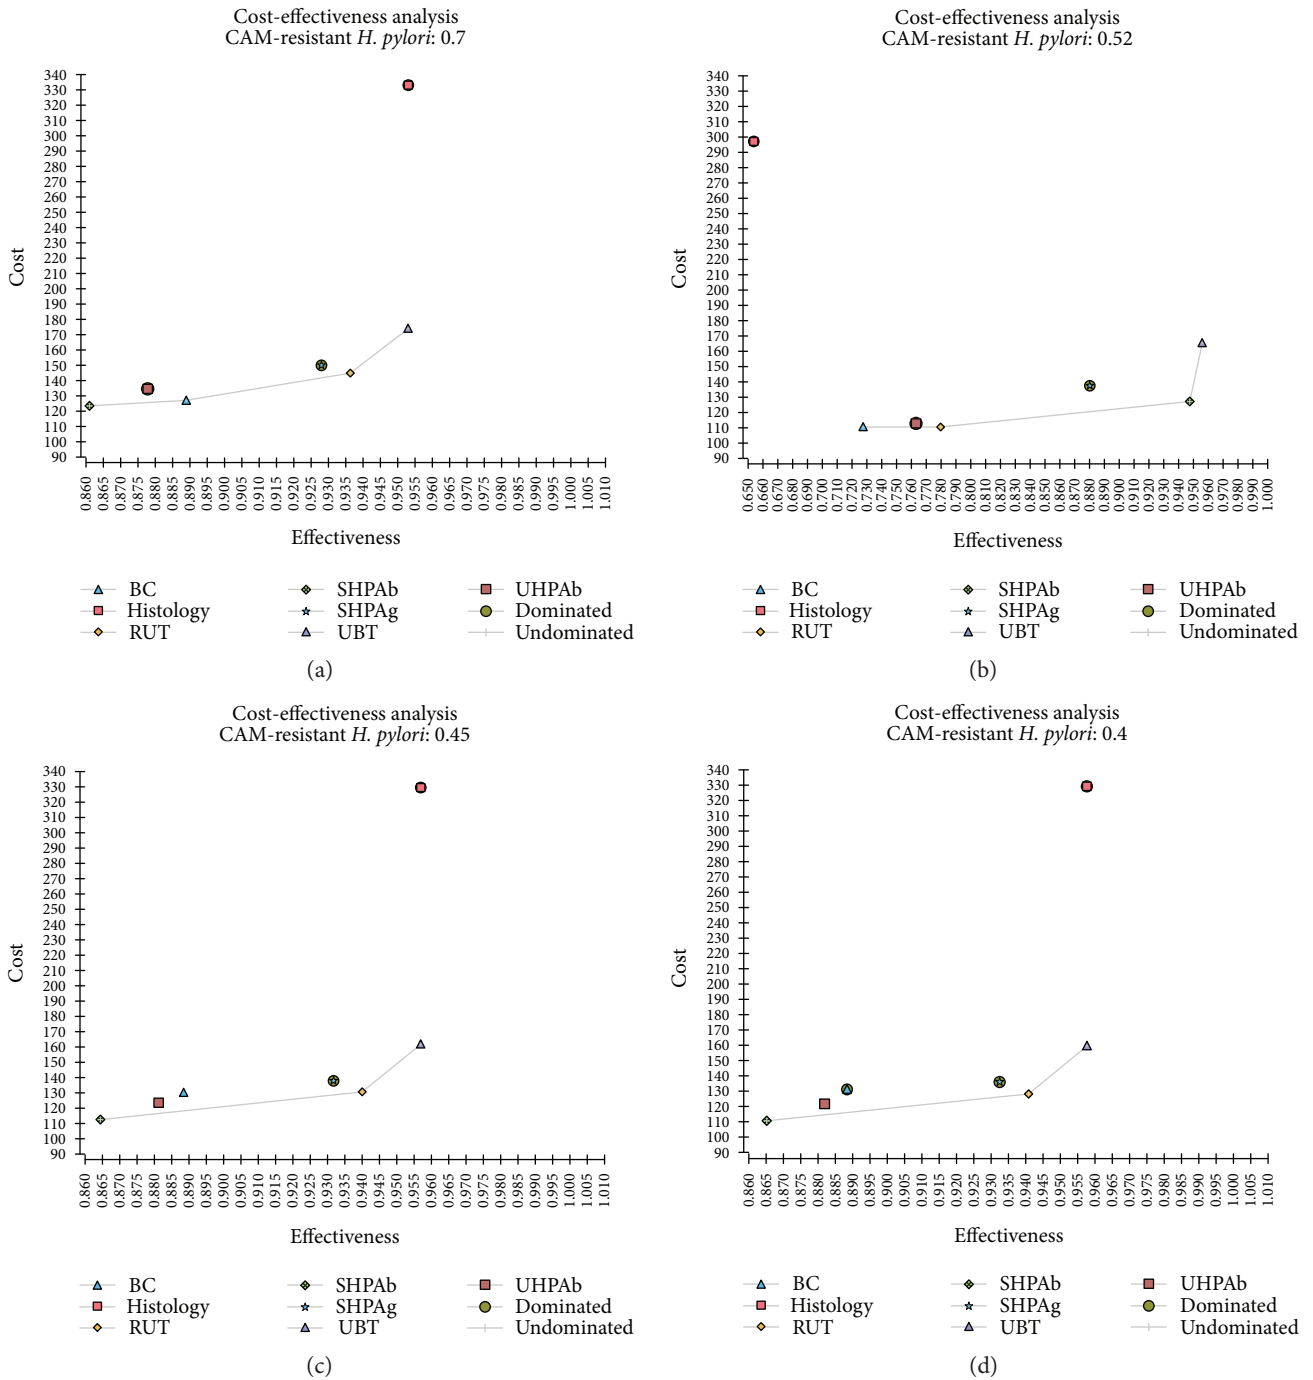 Cost-effectiveness analysis
CAM-resistant H. pylori: 0.7
340
330
320
310
300
290
280
270
260
250
240
230
220
210
200
190
180
170
160
150
140
130
120
110
100
90
Cost
0.860 0.865 0.870 0.875 0.880 0.885 0.890 0.895 0.900 0.905 0.910 0.915 0.920 0.925 0.930 0.935 0.940 0.945 0.950 0.955 0.960 0.965 0.970 0.975 0.980 0.985 0.990 0.995 1.000 1.005 1.010
Effectiveness
BC SHPAb UHPAb
Histology SHPAg Dominated
RUT UBT Undominated
(a)
Cost-effectiveness analysis
CAM-resistant H. pylori: 0.52
340
330
320
310
300
290
280
270
260
250
240
230
220
210
200
190
180
170
160
150
140
130
120
110
100
90
Cost
0.650 0.660 0.670 0.680 0.690 0.700 0.710 0.720 0.730 0.740 0.750 0.760 0.770 0.780 0.790 0.800 0.810 0.820 0.830 0.840 0.850 0.860 0.870 0.880 0.890 0.900 0.910 0.920 0.930 0.940 0.950 0.960 0.970 0.980 0.990 1.000
Effectiveness
BC SHPAb UHPAb
Histology SHPAg Dominated
RUT UBT Undominated
(b)
Cost-effectiveness analysis
CAM-resistant H. pylori: 0.45
340
330
320
310
300
290
280
270
260
250
240
230
220
210
200
190
180
170
160
150
140
130
120
110
100
90
Cost
0.860 0.865 0.870 0.875 0.880 0.885 0.890 0.895 0.900 0.905 0.910 0.915 0.920 0.925 0.930 0.935 0.940 0.945 0.950 0.955 0.960 0.965 0.970 0.975 0.980 0.985 0.990 0.995 1.000 1.005 1.010
Effectiveness
BC SHPAb UHPAb
Histology SHPAg Dominated
RUT UBT Undominated
(c)
Cost-effectiveness analysis
CAM-resistant H. pylori: 0.4
340
330
320
310
300
290
280
270
260
250
240
230
220
210
200
190
180
170
160
150
140
130
120
110
100
90
Cost
0.860 0.865 0.870 0.875 0.880 0.885 0.890 0.895 0.900 0.905 0.910 0.915 0.920 0.925 0.930 0.935 0.940 0.945 0.950 0.955 0.960 0.965 0.970 0.975 0.980 0.985 0.990 0.995 1.000 1.005 1.010
Effectiveness
BC SHPAb UHPAb
Histology SHPAg Dominated
RUT UBT Undominated
(d)